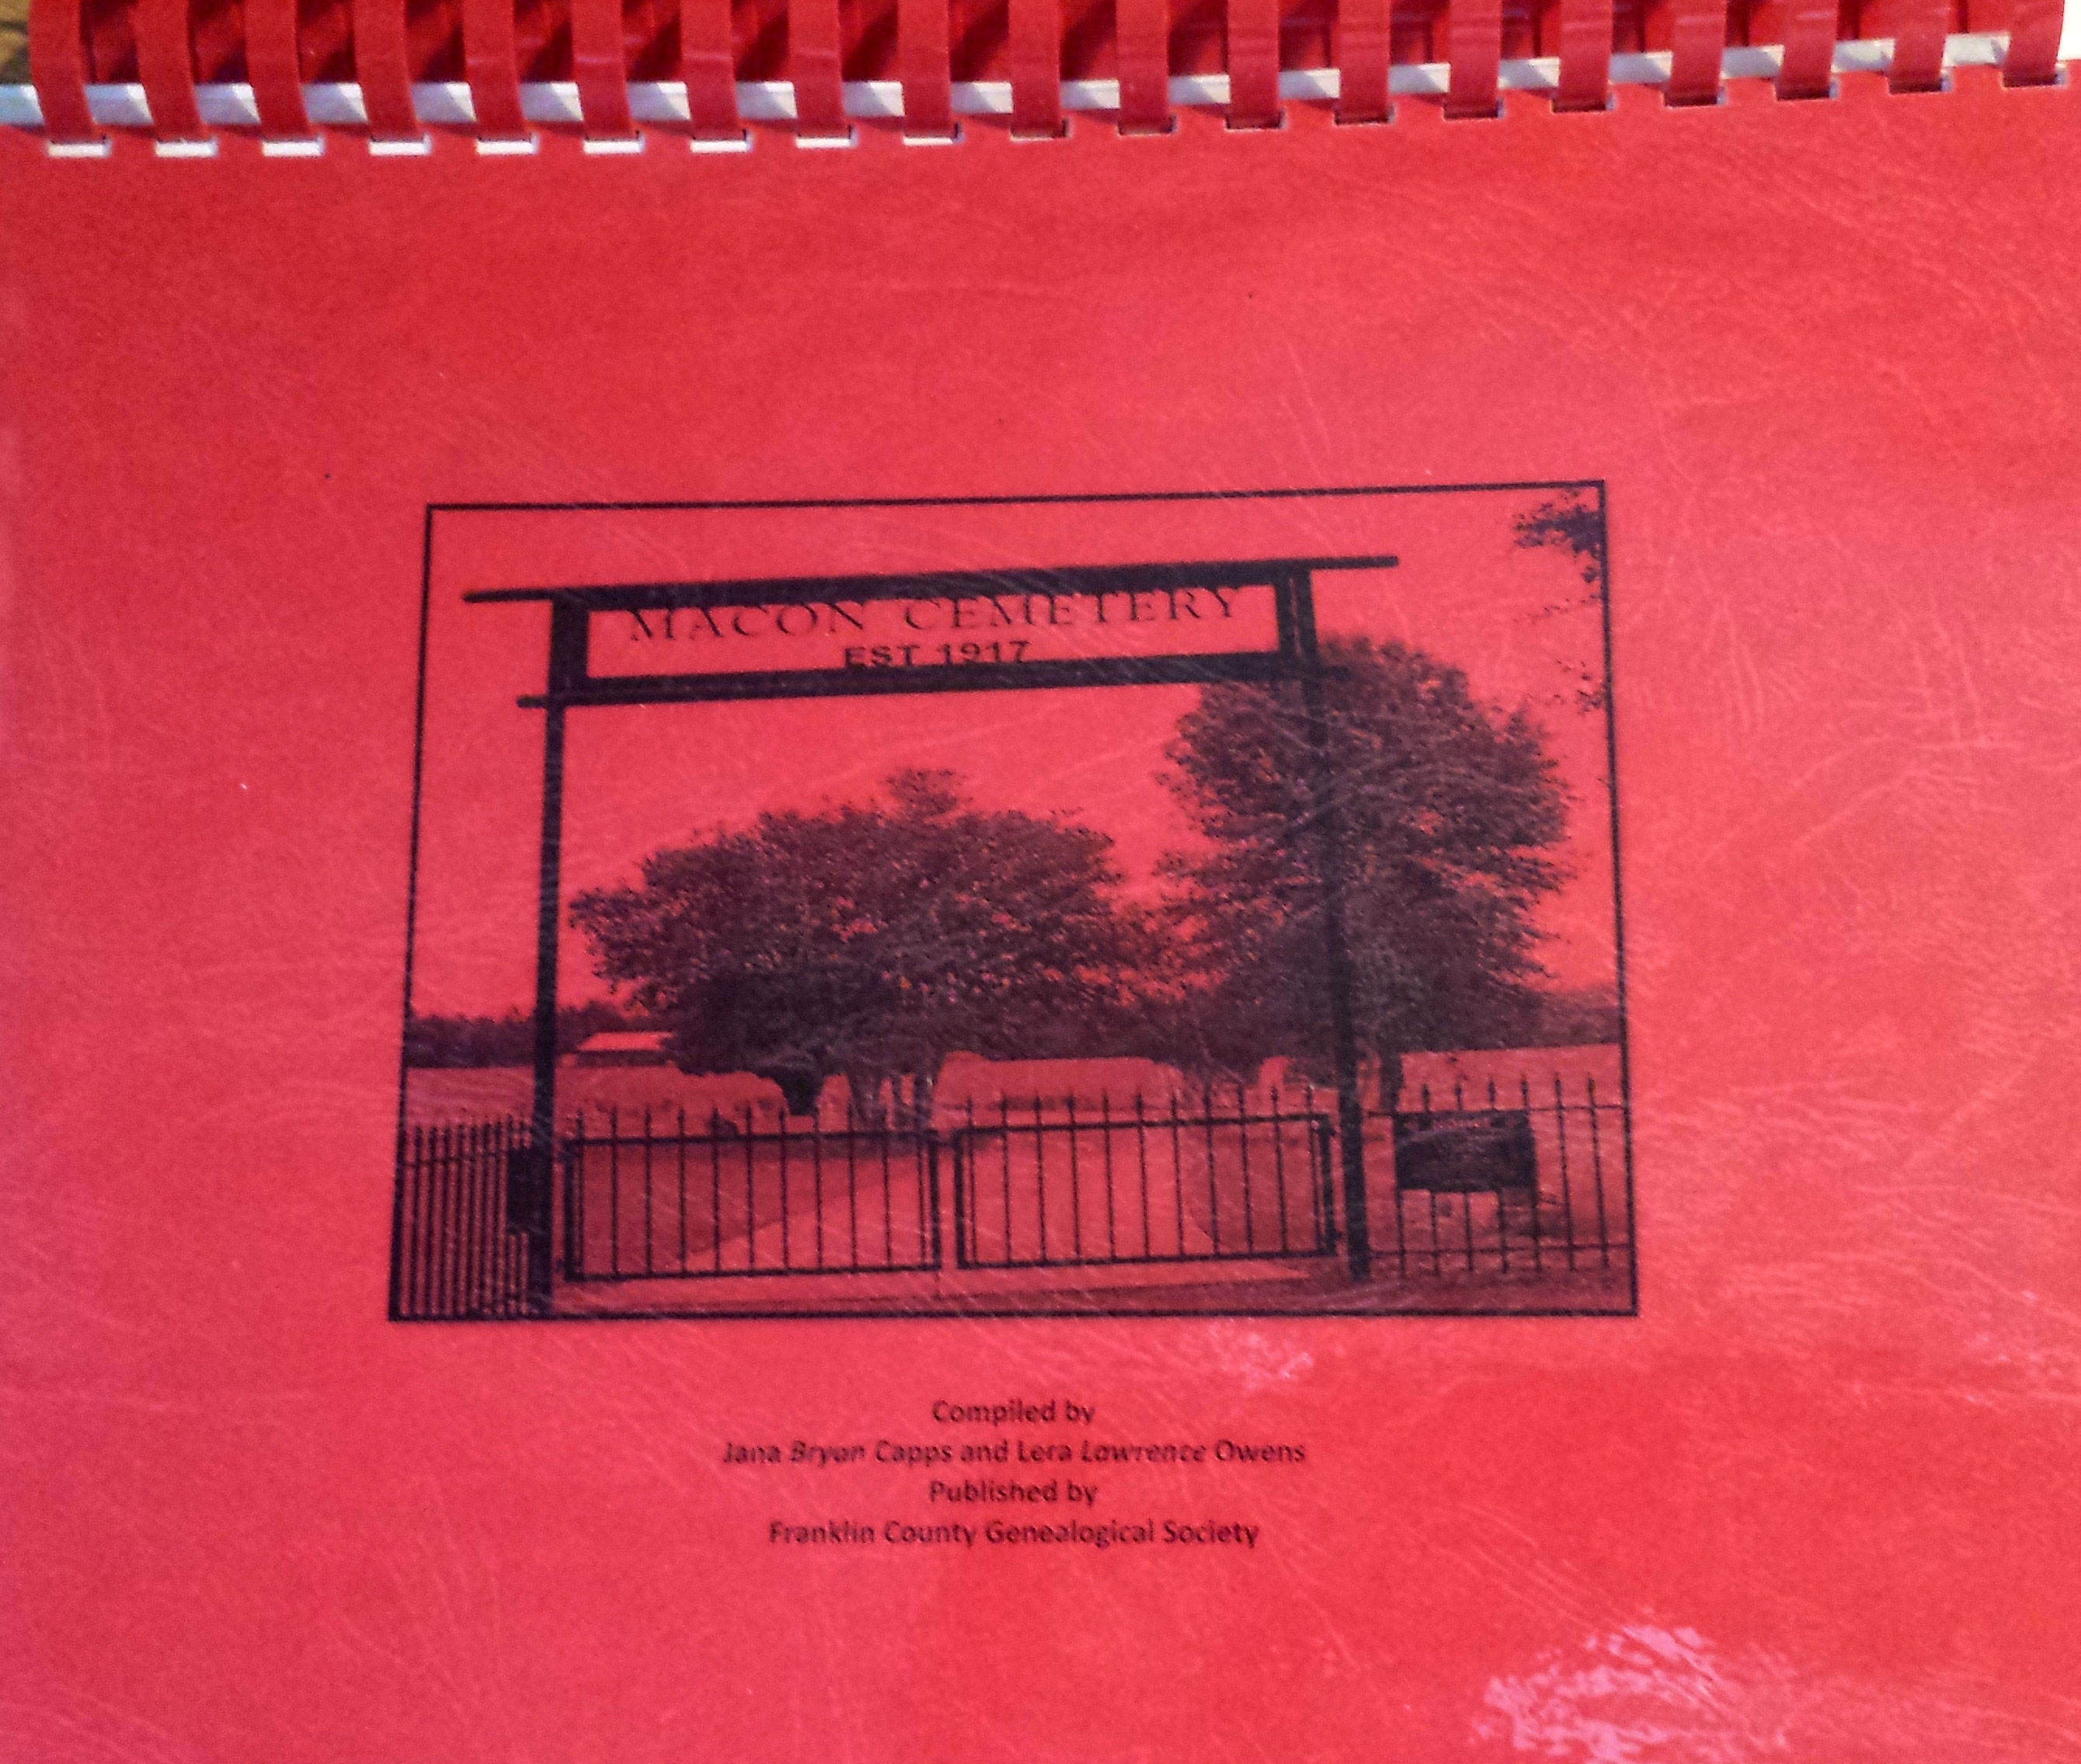 MACON CEMETERY
EST 1917
Compiled by
Jana Bryan Capps and Lera Lawrence Owens
Published by
Franklin County Genealogical Society